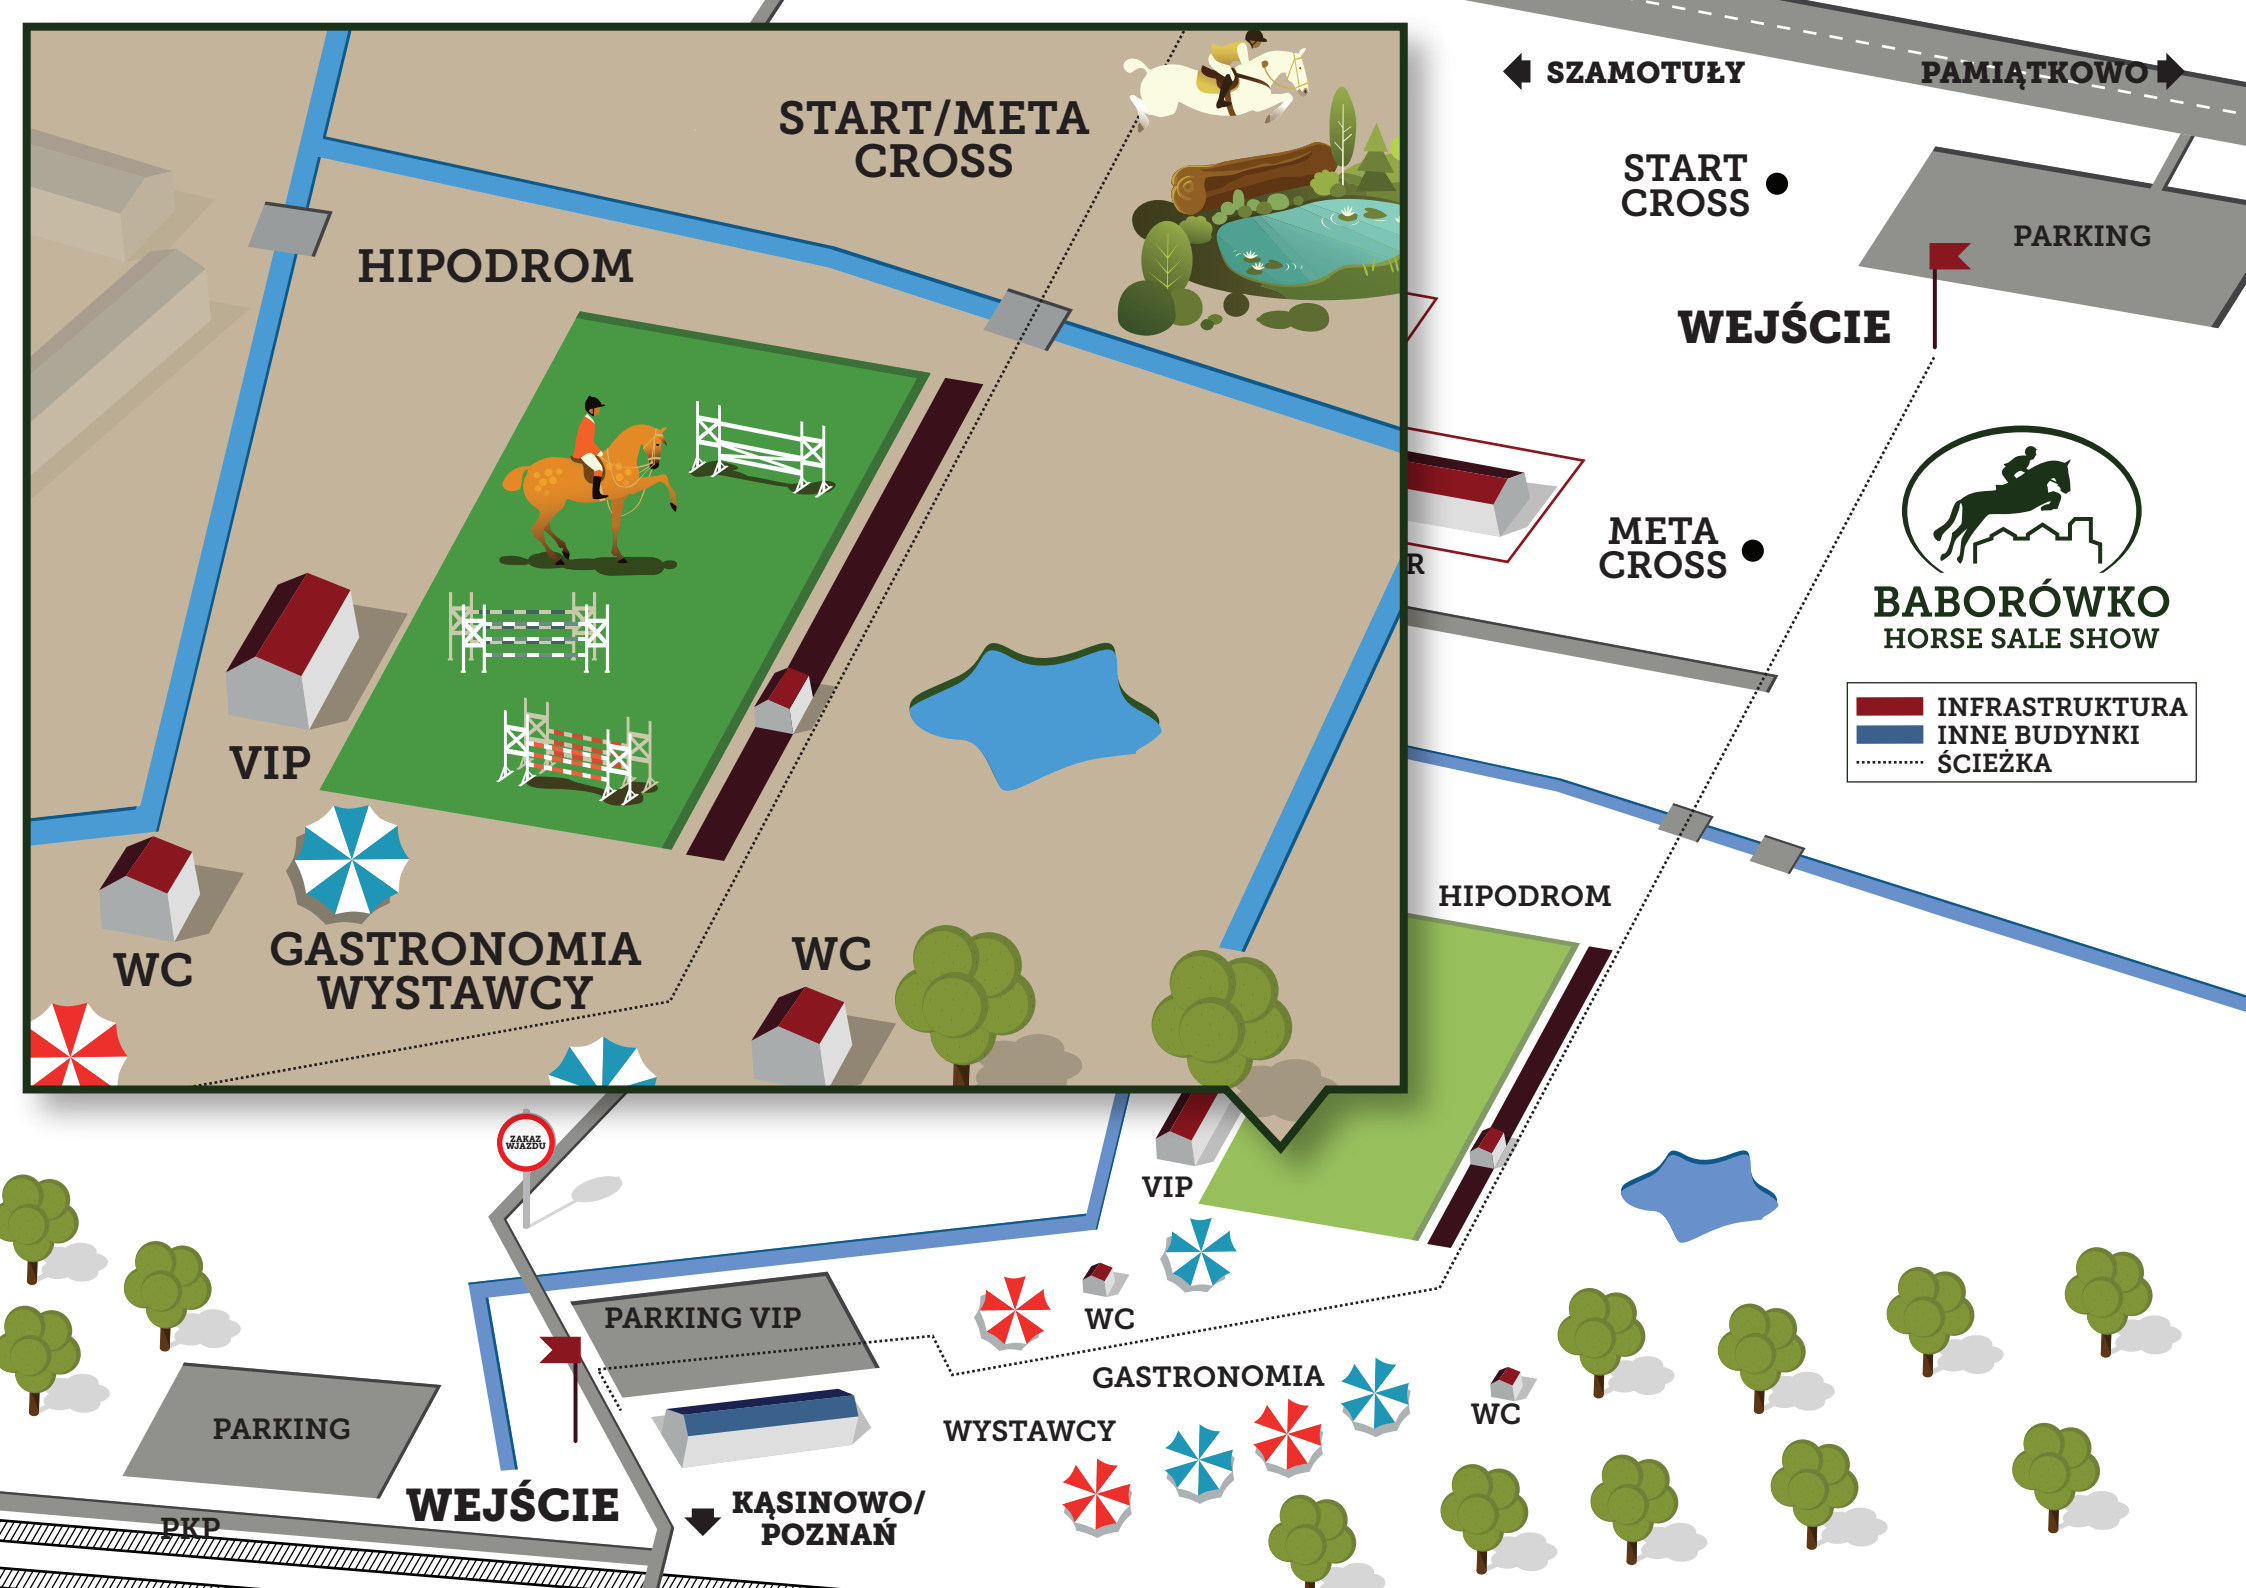 START/META
CROSS
HIPODROM
VIP
WC
GASTRONOMIA
WYSTAWCY
WC
SZAMOTUŁY
PAMIĄTKOWO
START
CROSS
PARKING
WEJŚCIE
R
META
CROSS
BABORÓWKO
HORSE SALE SHOW
INFRASTRUKTURA
INNE BUDYNKI
ŚCIEŻKA
HIPODROM
ZAKAZ
WJAZDU
VIP
PARKING VIP
WC
GASTRONOMIA
WYSTAWCY
WC
PARKING
WEJŚCIE
PKP
KĄSINOWO/
POZNAŃ